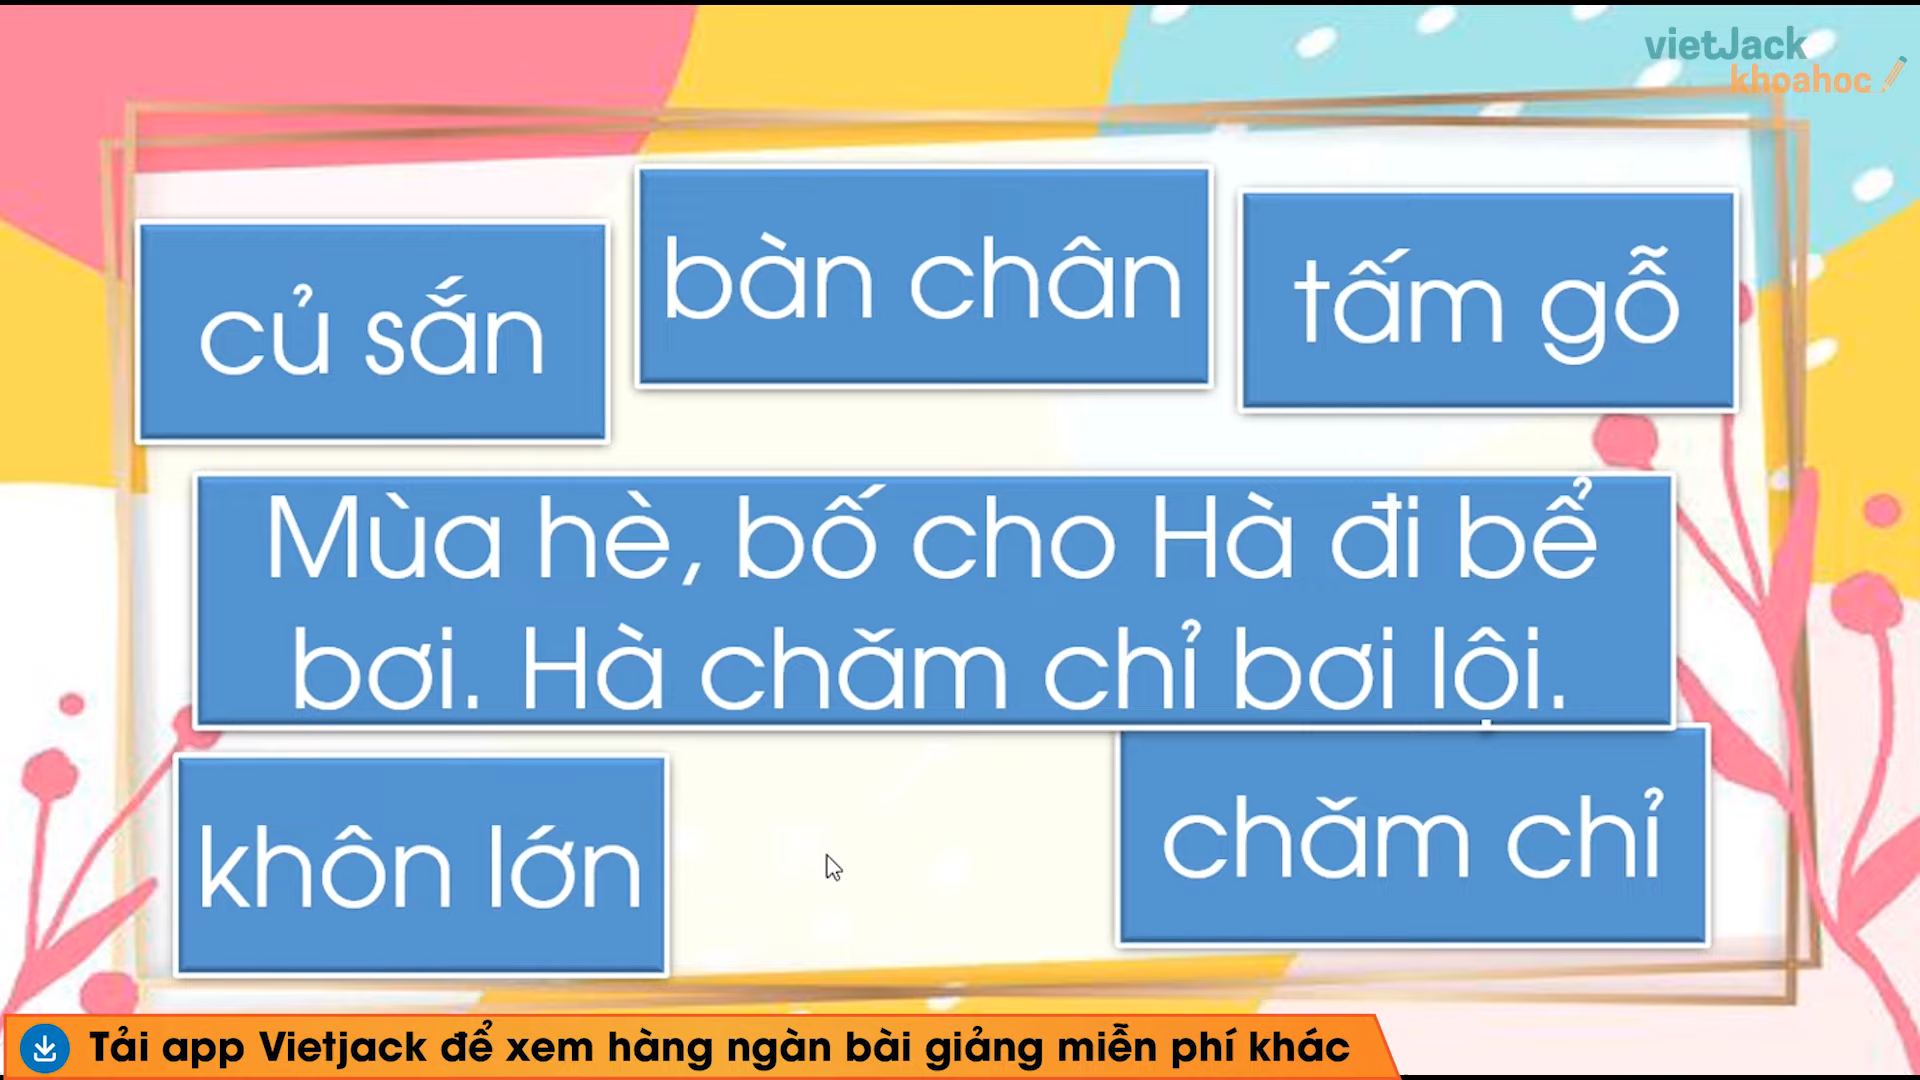 vietJack
khoahoc
củ sắn
bàn chân
tấm gỗ
Mùa hè, bố cho Hà đi bể
bơi. Hà chăm chỉ bơi lội.
khôn lớn
chăm chỉ
Tải app Vietjack để xem hàng ngàn bài giảng miễn phí khác